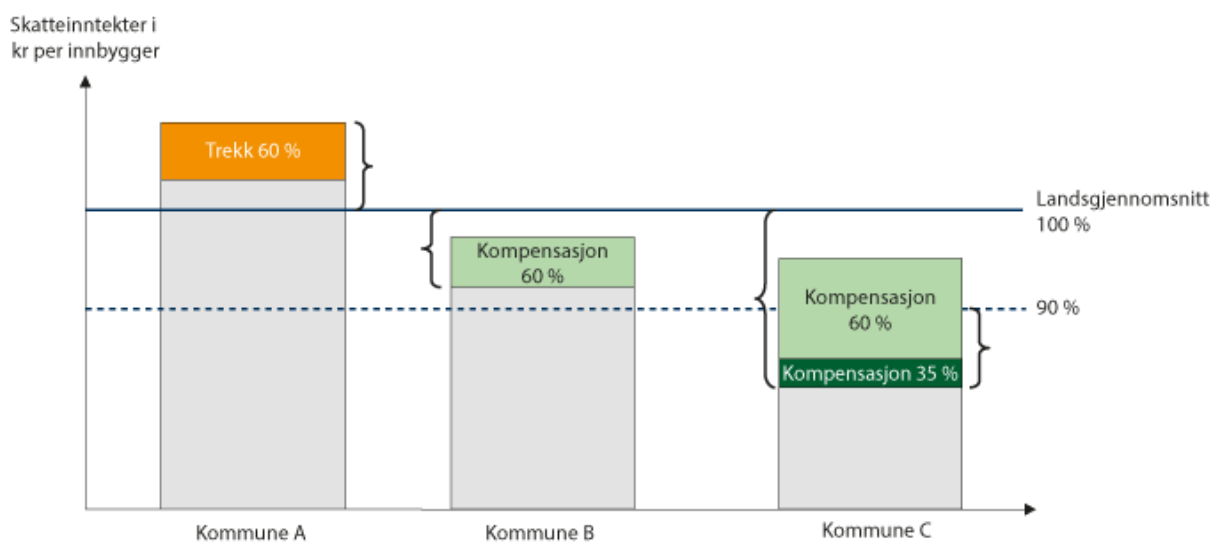 Skatteinntekter i
kr per innbygger
Trekk 60 %
Landsgjennomsnitt
100 %
Kompensasjon
60 %
Kompensasjon
60 %
90 %
Kompensasjon 35 %
Kommune A
Kommune B
Kommune C